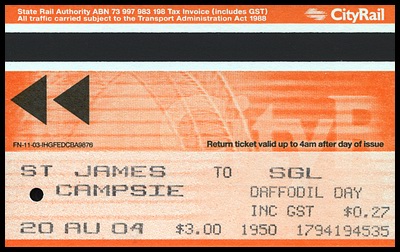 State Rail Authority ABN 73 997 983 198 Tax Invoice (includes GST)
All traffic carried subject to the Transport Administration Act 1988
CityRail
FN-11-03-IHGFEDCBA9876
Return ticket valid up to 4am after day of issue
ST JAMES TO SGL
CAMPSIE DAFFODIL DAY
INC GST $0.27
20 AU 04 $3.00 1950 1794194535